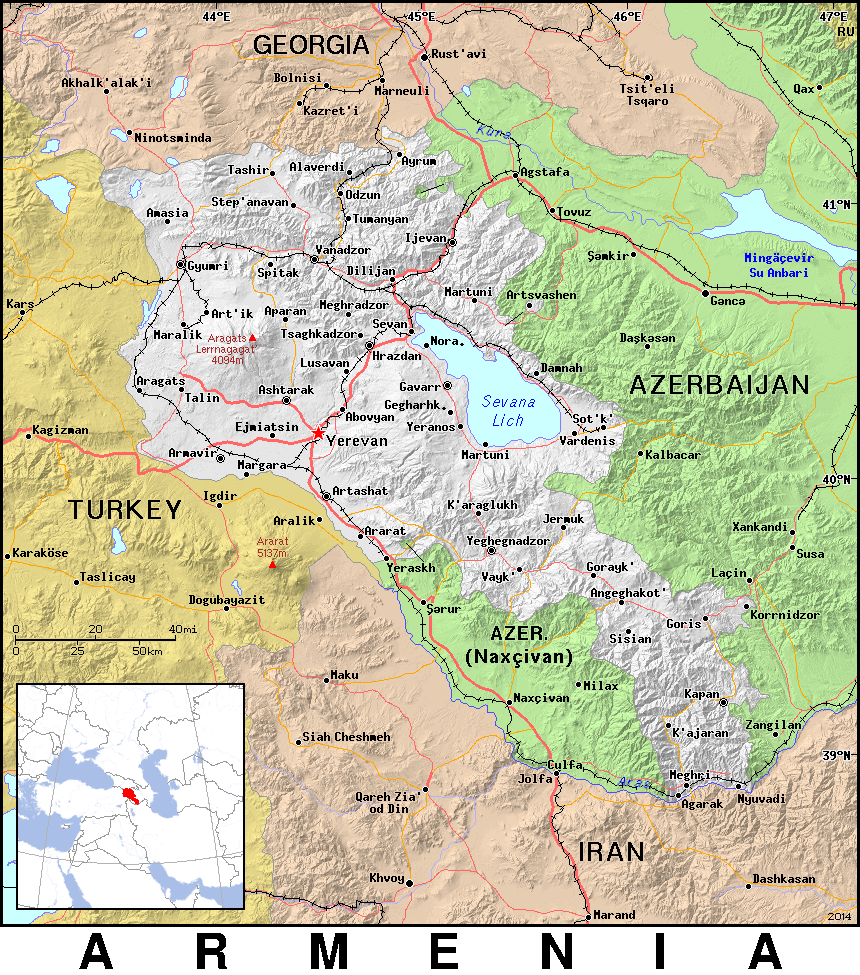 44°E
45°E
46°E
47°E
RU
GEORGIA
Rust'avi
Akhalk'alak'i
Bolnisi
Marneuli
Tsit'eli
Tsqaro
Qax
Kazret'i
Ninotsminda
Kura
Ayrum
Tashir
Alaverdi
Agstafa
Odzun
Step'anavan
41°N
Amasia
Tumanyan
Tovuz
Ijevan
Vanadzor
Şəmkir
Mingäçevir
Su Anbari
Gyumri
Spitak
Dilijan
Kars
Martuni
Artsvashen
Gəncə
Art'ik
Aparan
Meghradzor
Maralik
Tsaghkadzor
Sevan
Aragats
Lerrnagagat'
4094m
Nora.
Daşkəsən
Hrazdan
Lusavan
Damnah
Aragats
Talin
Ashtarak
Gavarr
AZERBAIJAN
Gegharhk.
Sevana
Lich
Abovyan
Sot'k'
Kagizman
Ejmiatsin
Yerevan
Yeranos
Vardenis
Armavir
Margara
Martuni
Kalbacar
40°N
Igdir
Artashat
TURKEY
K'araglukh
Aralik
Jermuk
Ararat
Xankandi
Ararat
5137m
Yeghegnadzor
Karaköse
Susa
Yeraskh
Vayk'
Gorayk'
Laçin
Taslicay
Angeghakot'
Dogubayazit
Şərur
Korrnidzor
Goris
0
20
40mi
AZER.
(Naxçivan)
Sisian
0
25
50km
Maku
Milax
Naxçivan
Kapan
K'ajaran
Zangilan
Siah Cheshmeh
39°N
Culfa
Jolfa
Aras
Meghri
Agarak
Nyuvadi
Qareh Zia'
od Din
IRAN
Khvoy
Dashkasan
Marand
2014
ARMENIA